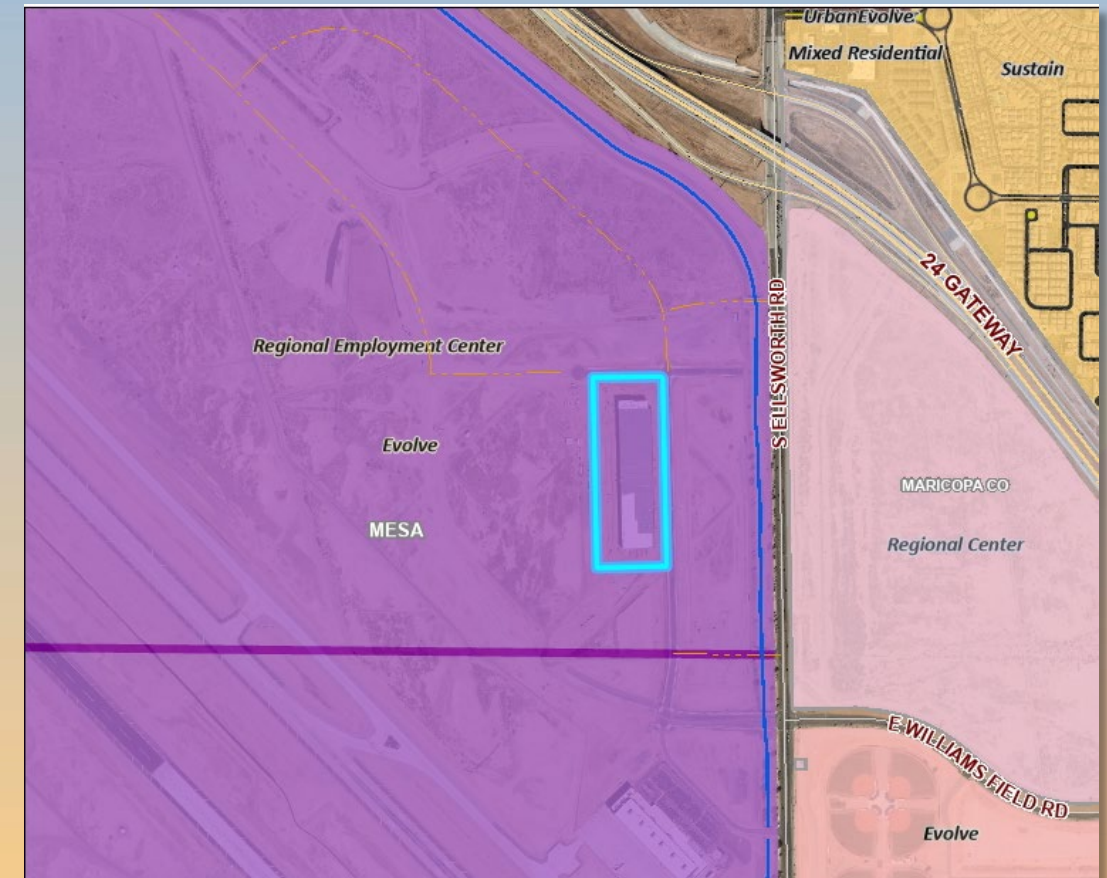 UrbanEvolve
Mixed Residential
Sustain
24 GATEWAY
S ELLSWORTH RD
Regional Employment Center
Evolve
MESA
MARICOPA CO
Regional Center
E WILLIAMS FIELD RD
Evolve